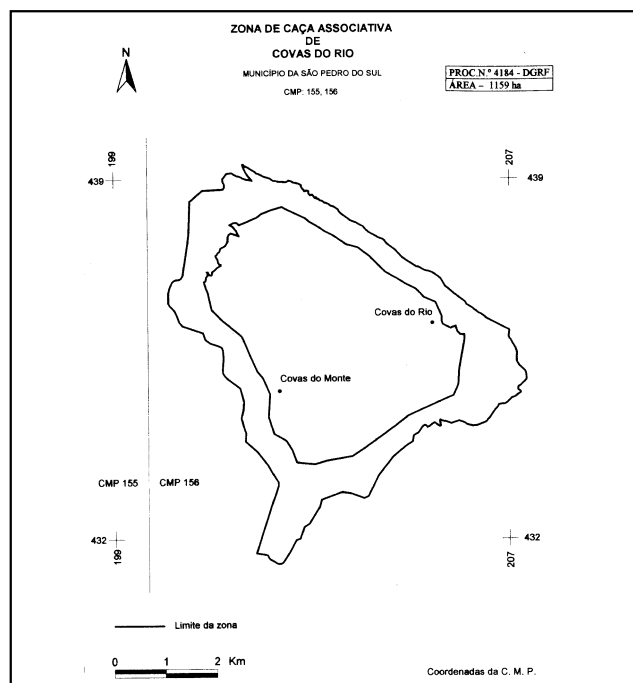 ZONA DE CAÇA ASSOCIATIVA
DE
COVAS DO RIO
MUNICÍPIO DA SÃO PEDRO DO SUL
CMP: 155, 156
N
PROC.N.º 4184 - DGRF
ÁREA – 1159 ha
199
207
439
439
Covas do Rio
Covas do Monte
CMP 155
CMP 156
432
432
199
207
Limite da zona
0 1 2 Km
Coordenadas da C. M. P.